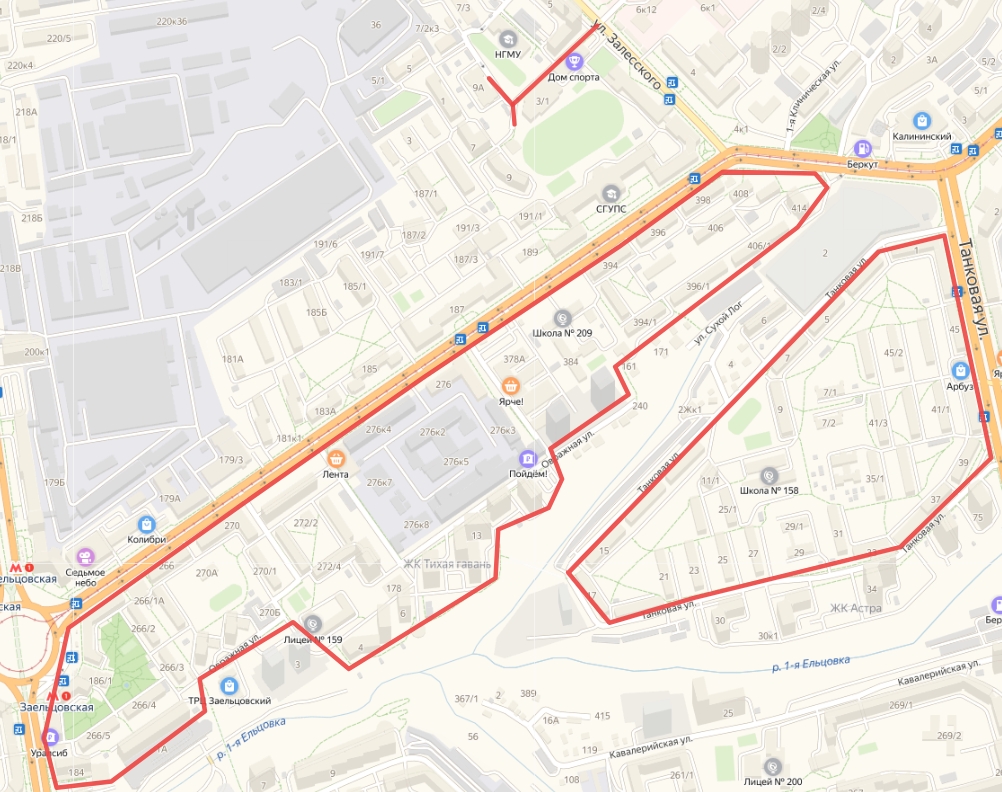 220к36
36
7/3
5
6к12
6к1
2/4
220/5
7/2к3
ул. Залесского
220к4
НГМУ
4
2/2
2
3А
5/1
5/1
Дом спорта
2/1
9А
1
3/1
1-я Клиническая ул.
218А
3
4к1
Калининский
7
Беркут
9
187/1
СГУПС
408
398
414
218Б
191/1
187/2
396
406
191/6
189
406/1
2
191/7
187/3
394
1
218В
183/1
185/1
396/1
Танковая ул.
Танковая ул.
185Б
187
394/1
ул. Сухой Лог
6
5
Школа № 209
200к1
171
181А
378А
384
7
45/2
185
161
4
276
Арбуз
Ярче!
240
7/2
183А
2Жк1
7/1
41/1
276к4
276к2
276к3
181к1
9
Овражная ул.
179/3
Лента
276к5
Пойдём!
39
Танковая ул.
Школа № 158
11/1
35/1
179Б
276к7
179А
37
25/1
Колибри
270
272/2
276к8
29/1
75
13
Танковая ул.
Седьмое
небо
266
15
25
27
29
33
270А
270/1
272/4
ЖК Тихая гавань
23
34
21
178
266/1А
17
ЖК Астра
270Б
6
Танковая ул.
30
266/2
Лицей № 159
30к1
4
Овражная ул.
266/3
3
р. 1-я Ельцовка
186/1
ТРЦ Заельцовский
Кавалерийская ул.
Заельцовская
266/4
367/1
2
389
269/1
р. 1-я Ельцовка
16А
415
25
266/5
Уралсиб
56
Кавалерийская ул.
269/2
119
184
9
108
261/1
Лицей № 200